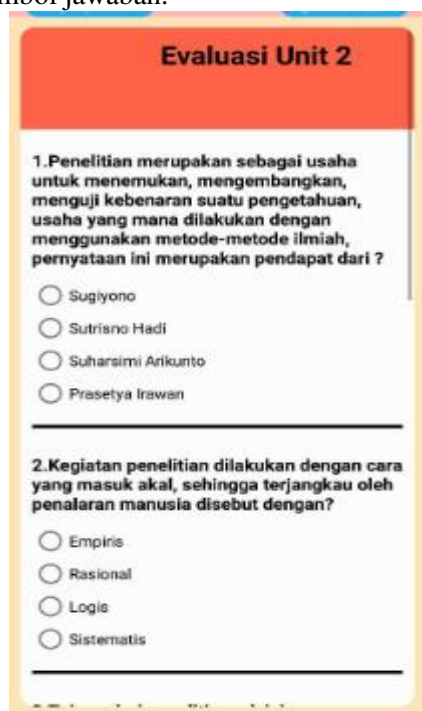 jawaban.
Evaluasi Unit 2
1.Penelitian merupakan sebagai usaha
untuk menemukan, mengembangkan,
menguji kebenaran suatu pengetahuan,
usaha yang mana dilakukan dengan
menggunakan metode-metode ilmiah,
pernyataan ini merupakan pendapat dari ?
Sugiyono
Sutrisno Hadi
Suharsimi Arikunto
Prasetya Irawan
2.Kegiatan penelitian dilakukan dengan cara
yang masuk akal, sehingga terjangkau oleh
penalaran manusia disebut dengan?
Empiris
Rasional
Logis
Sistematis